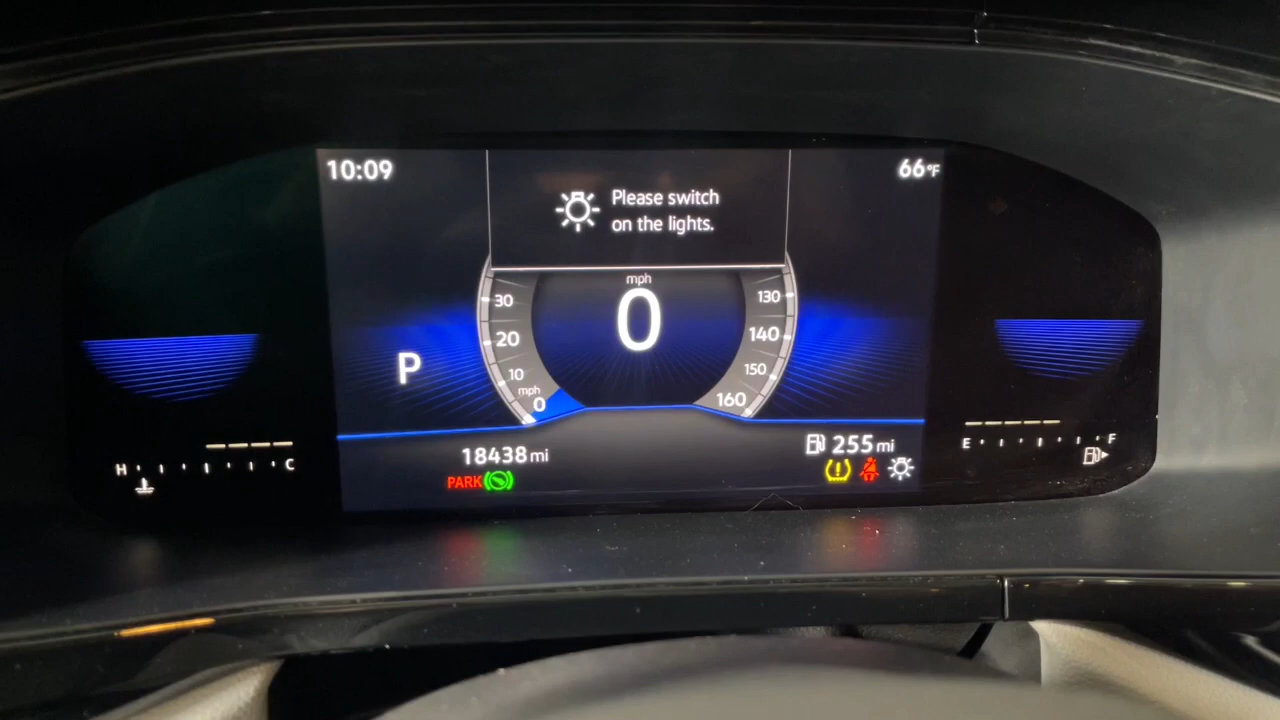 10:09
66°F
Please switch
on the lights.
mph
0
30
20
10
mph
0
130
140
150
160
P
H
C
18438 mi
255 mi
PARK
E
F